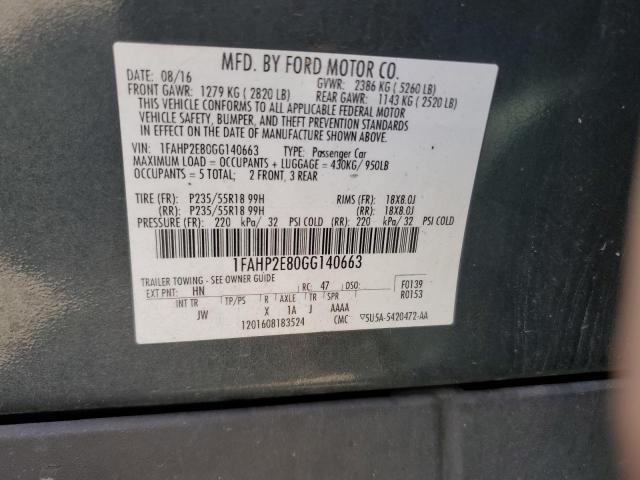 MFD. BY FORD MOTOR CO.
DATE: 08/16 GVWR: 2386 KG ( 5260 LB)
FRONT GAWR: 1279 KG ( 2820 LB) REAR GAWR: 1143 KG ( 2520 LB)
THIS VEHICLE CONFORMS TO ALL APPLICABLE FEDERAL MOTOR
VEHICLE SAFETY, BUMPER, AND THEFT PREVENTION STANDARDS
IN EFFECT ON THE DATE OF MANUFACTURE SHOWN ABOVE.
VIN: 1FAHP2E80GG140663 TYPE: Passenger Car
MAXIMUM LOAD = OCCUPANTS + LUGGAGE = 430KG/ 950LB
OCCUPANTS = 5 TOTAL; 2 FRONT, 3 REAR
TIRE (FR): P235/55R18 99H RIMS (FR): 18X8.0J
(RR): P235/55R18 99H (RR): 18X8.0J
PRESSURE (FR): 220 kPa/ 32 PSI COLD (RR): 220 kPa/ 32 PSI COLD
1FAHP2E80GG140663
TRAILER TOWING - SEE OWNER GUIDE
EXT PNT: HN RC: 47 DSO: F0139
R0153
INT TR TP/PS R AXLE TR SPR
JW X 1A J AAAA
1201608183524 CMC ▽5U5A-5420472-AA